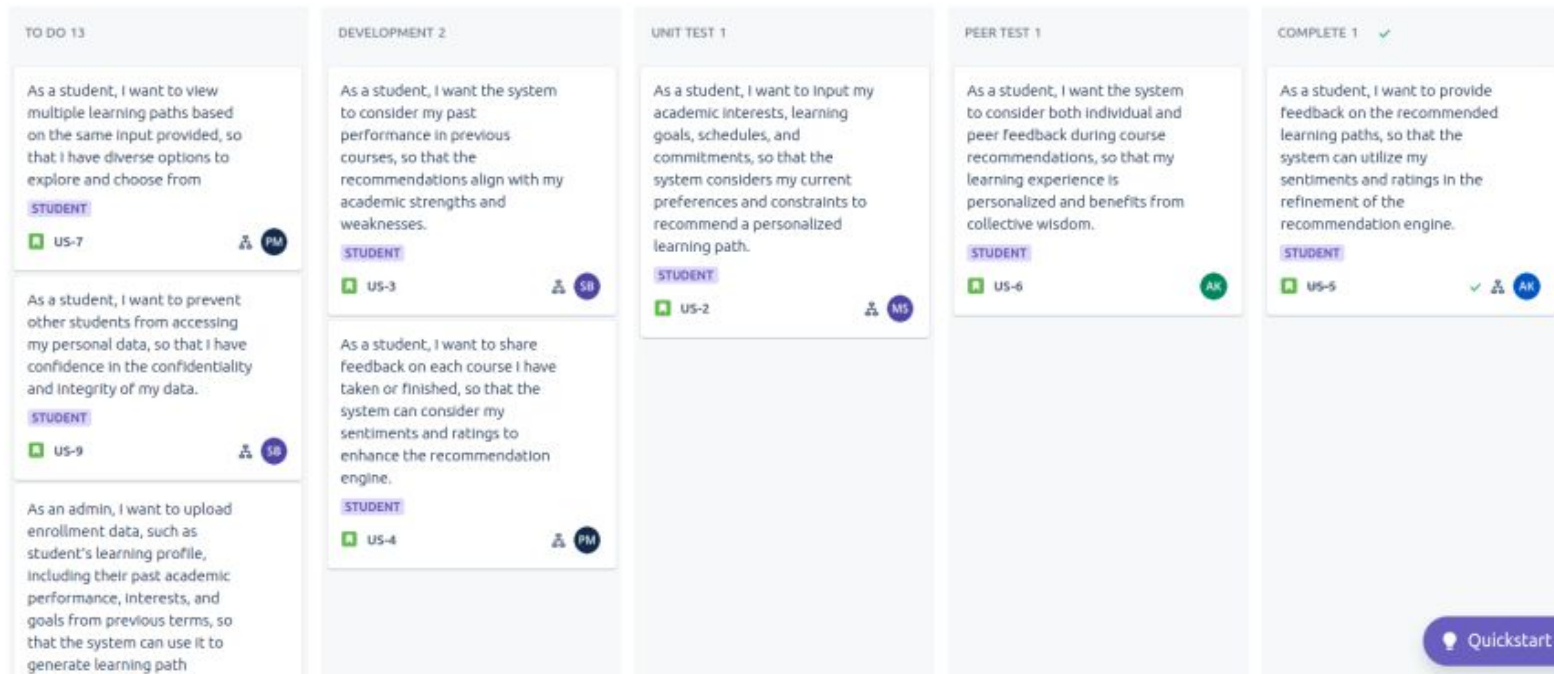 TO DO 13
As a student, I want to view
multiple learning paths based
on the same input provided, so
that I have diverse options to
explore and choose from
STUDENT
US-7
PM
As a student, I want to prevent
other students from accessing
my personal data, so that I have
confidence in the confidentiality
and integrity of my data.
STUDENT
US-9
SB
As an admin, I want to upload
enrollment data, such as
student's learning profile,
including their past academic
performance, interests, and
goals from previous terms, so
that the system can use it to
generate learning path
DEVELOPMENT 2
As a student, I want the system
to consider my past
performance in previous
courses, so that the
recommendations align with my
academic strengths and
weaknesses.
STUDENT
US-3
SB
As a student, I want to share
feedback on each course I have
taken or finished, so that the
system can consider my
sentiments and ratings to
enhance the recommendation
engine.
STUDENT
US-4
PM
UNIT TEST 1
As a student, I want to input my
academic interests, learning
goals, schedules, and
commitments, so that the
system considers my current
preferences and constraints to
recommend a personalized
learning path.
STUDENT
US-2
MS
PEER TEST 1
As a student, I want the system
to consider both individual and
peer feedback during course
recommendations, so that my
learning experience is
personalized and benefits from
collective wisdom.
STUDENT
US-6
AK
COMPLETE 1
As a student, I want to provide
feedback on the recommended
learning paths, so that the
system can utilize my
sentiments and ratings in the
refinement of the
recommendation engine.
STUDENT
US-5
AK
Quickstart